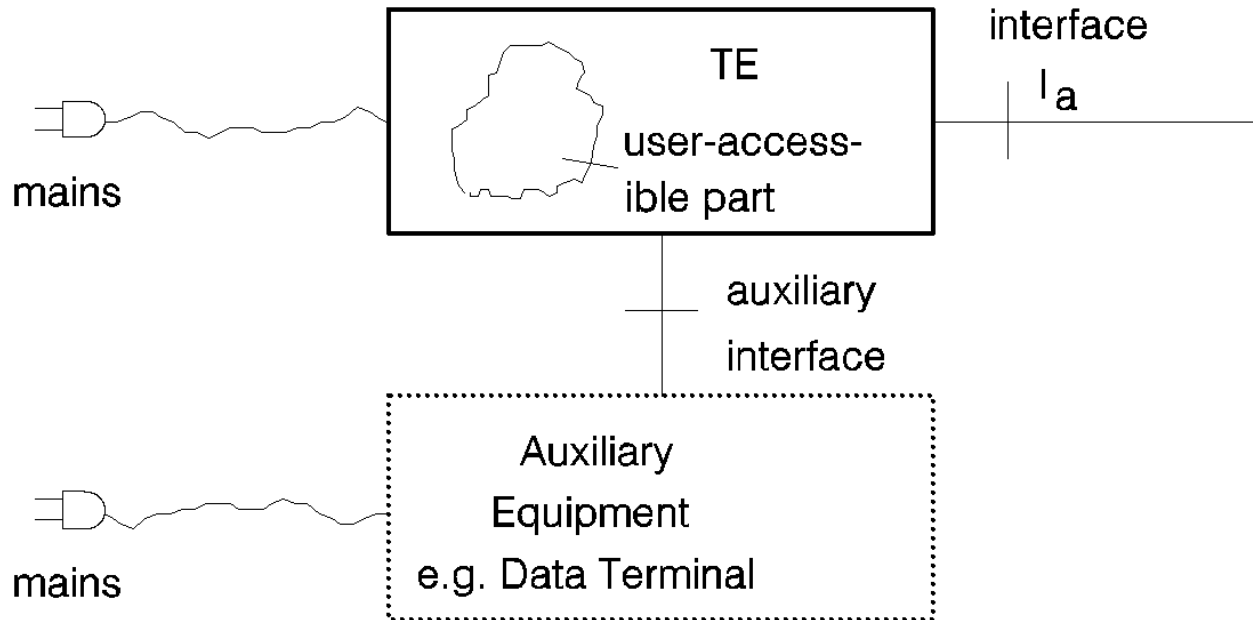 interface
I a
TE
user-access-
ible part
mains
auxiliary
interface
Auxiliary
Equipment
e.g. Data Terminal
mains